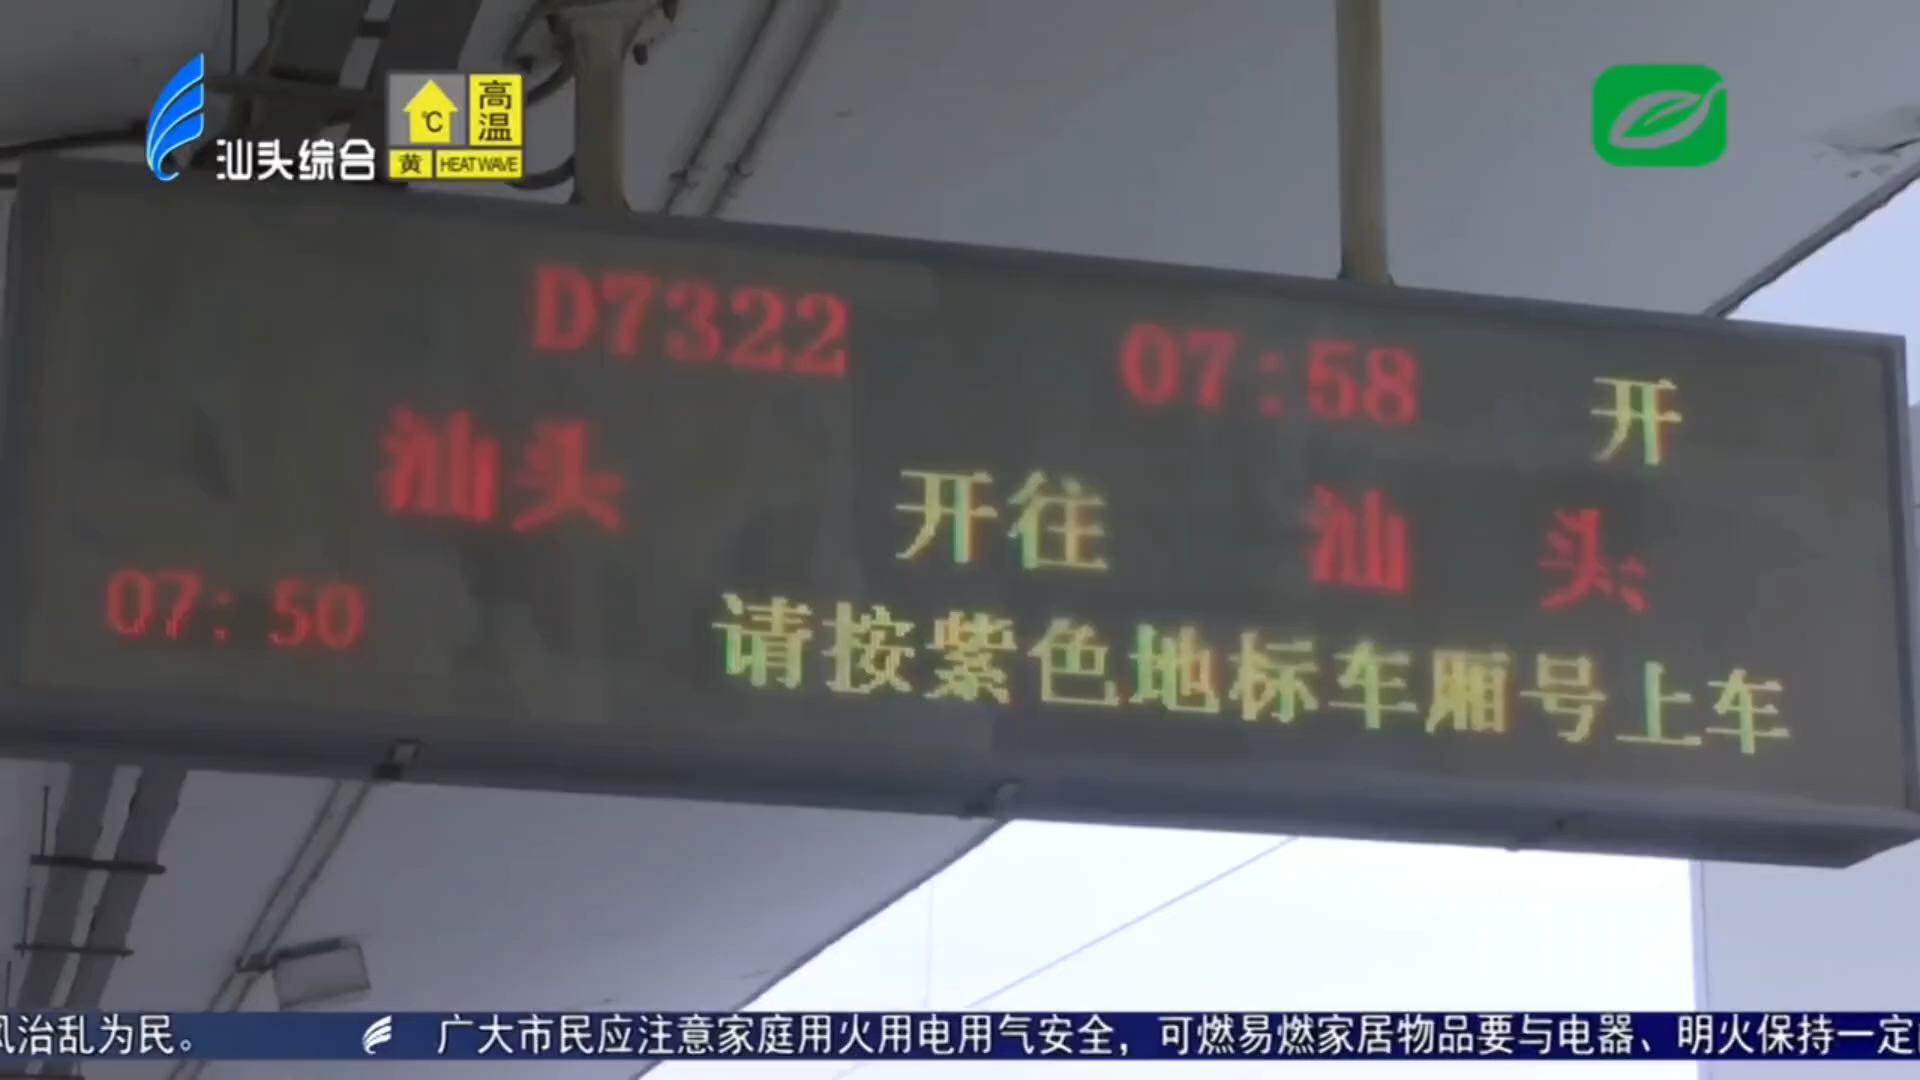 汕头综合
高温
℃
黄 HEAT WAVE
D7322 07:58 开
汕头 开往 汕 头
07:50 请按紫色地标车厢号上车
风治乱为民。 广大市民应注意家庭用火用电用气安全，可燃易燃家居物品要与电器、明火保持一定